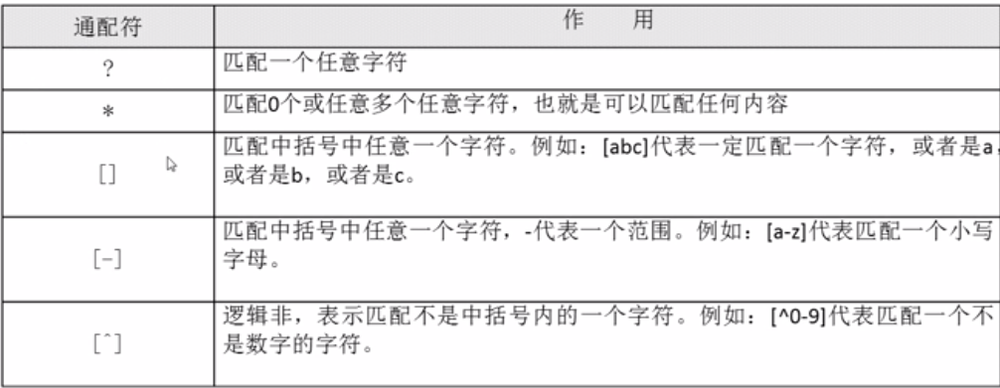 通配符 作 用
? 匹配一个任意字符
* 匹配0个或任意多个任意字符，也就是可以匹配任何内容
[] 匹配中括号中任意一个字符。例如：[abc]代表一定匹配一个字符，或者是a，
或者是b，或者是c。
[-] 匹配中括号中任意一个字符，-代表一个范围。例如：[a-z]代表匹配一个小写
字母。
[^] 逻辑非，表示匹配不是中括号内的一个字符。例如：[^0-9]代表匹配一个不
是数字的字符。